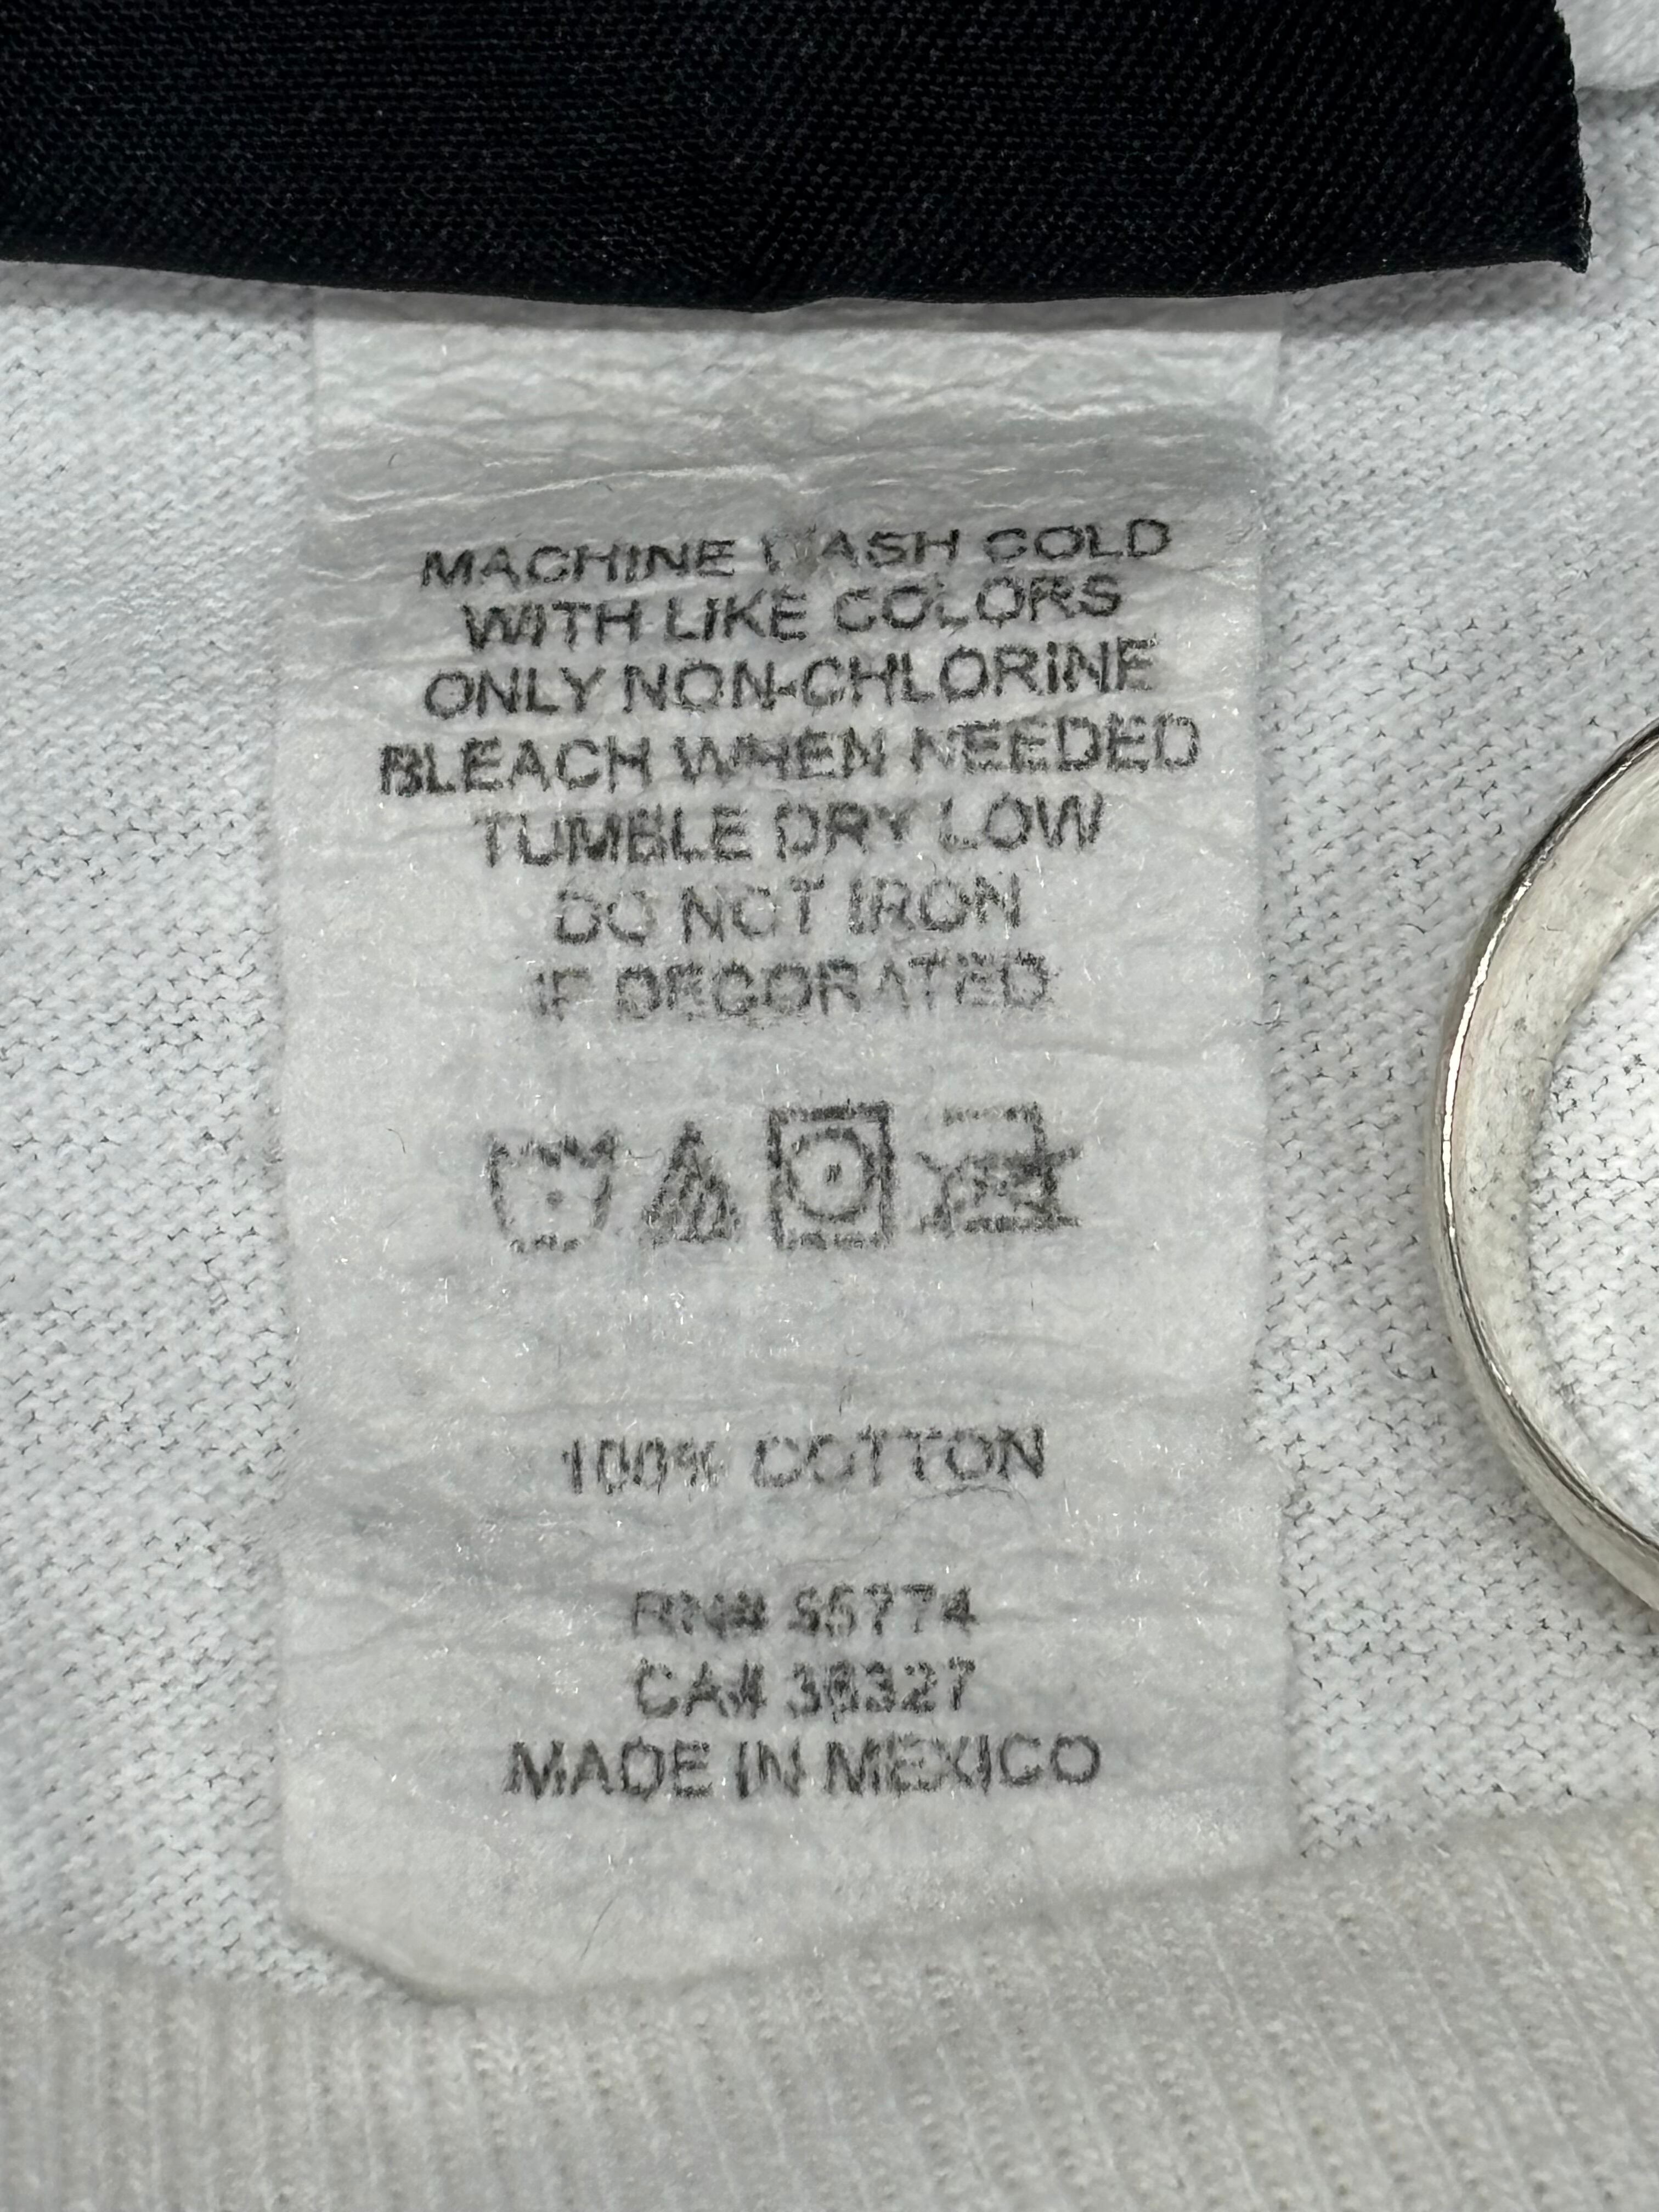 MACHINE WASH COLD
WITH LIKE COLORS
ONLY NON-CHLORINE
BLEACH WHEN NEEDED
TUMBLE DRY LOW
DO NOT IRON
IF DECORATED
100% COTTON
RN# 55774
CA# 36327
MADE IN MEXICO